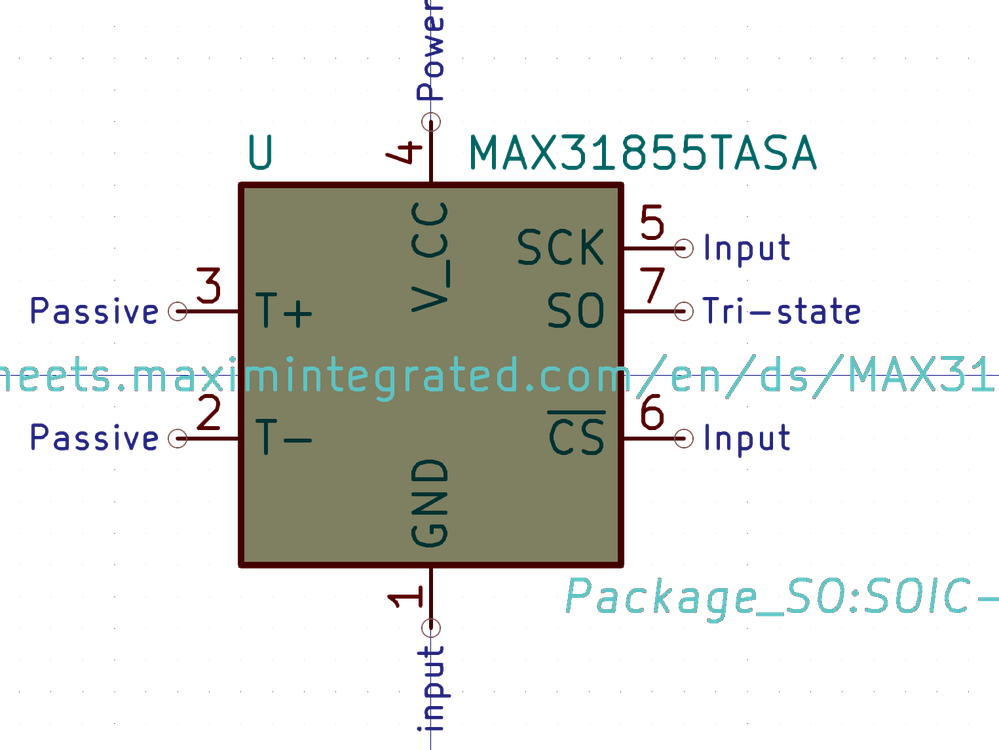 Power
U
4
MAX31855TASA
V_CC
SCK
5
Input
3
Passive
T+
SO
7
Tri-state
heets.maximintegrated.com/en/ds/MAX31
2
Passive
T-
CS
6
Input
GND
1
Package_SO:SOIC-
input